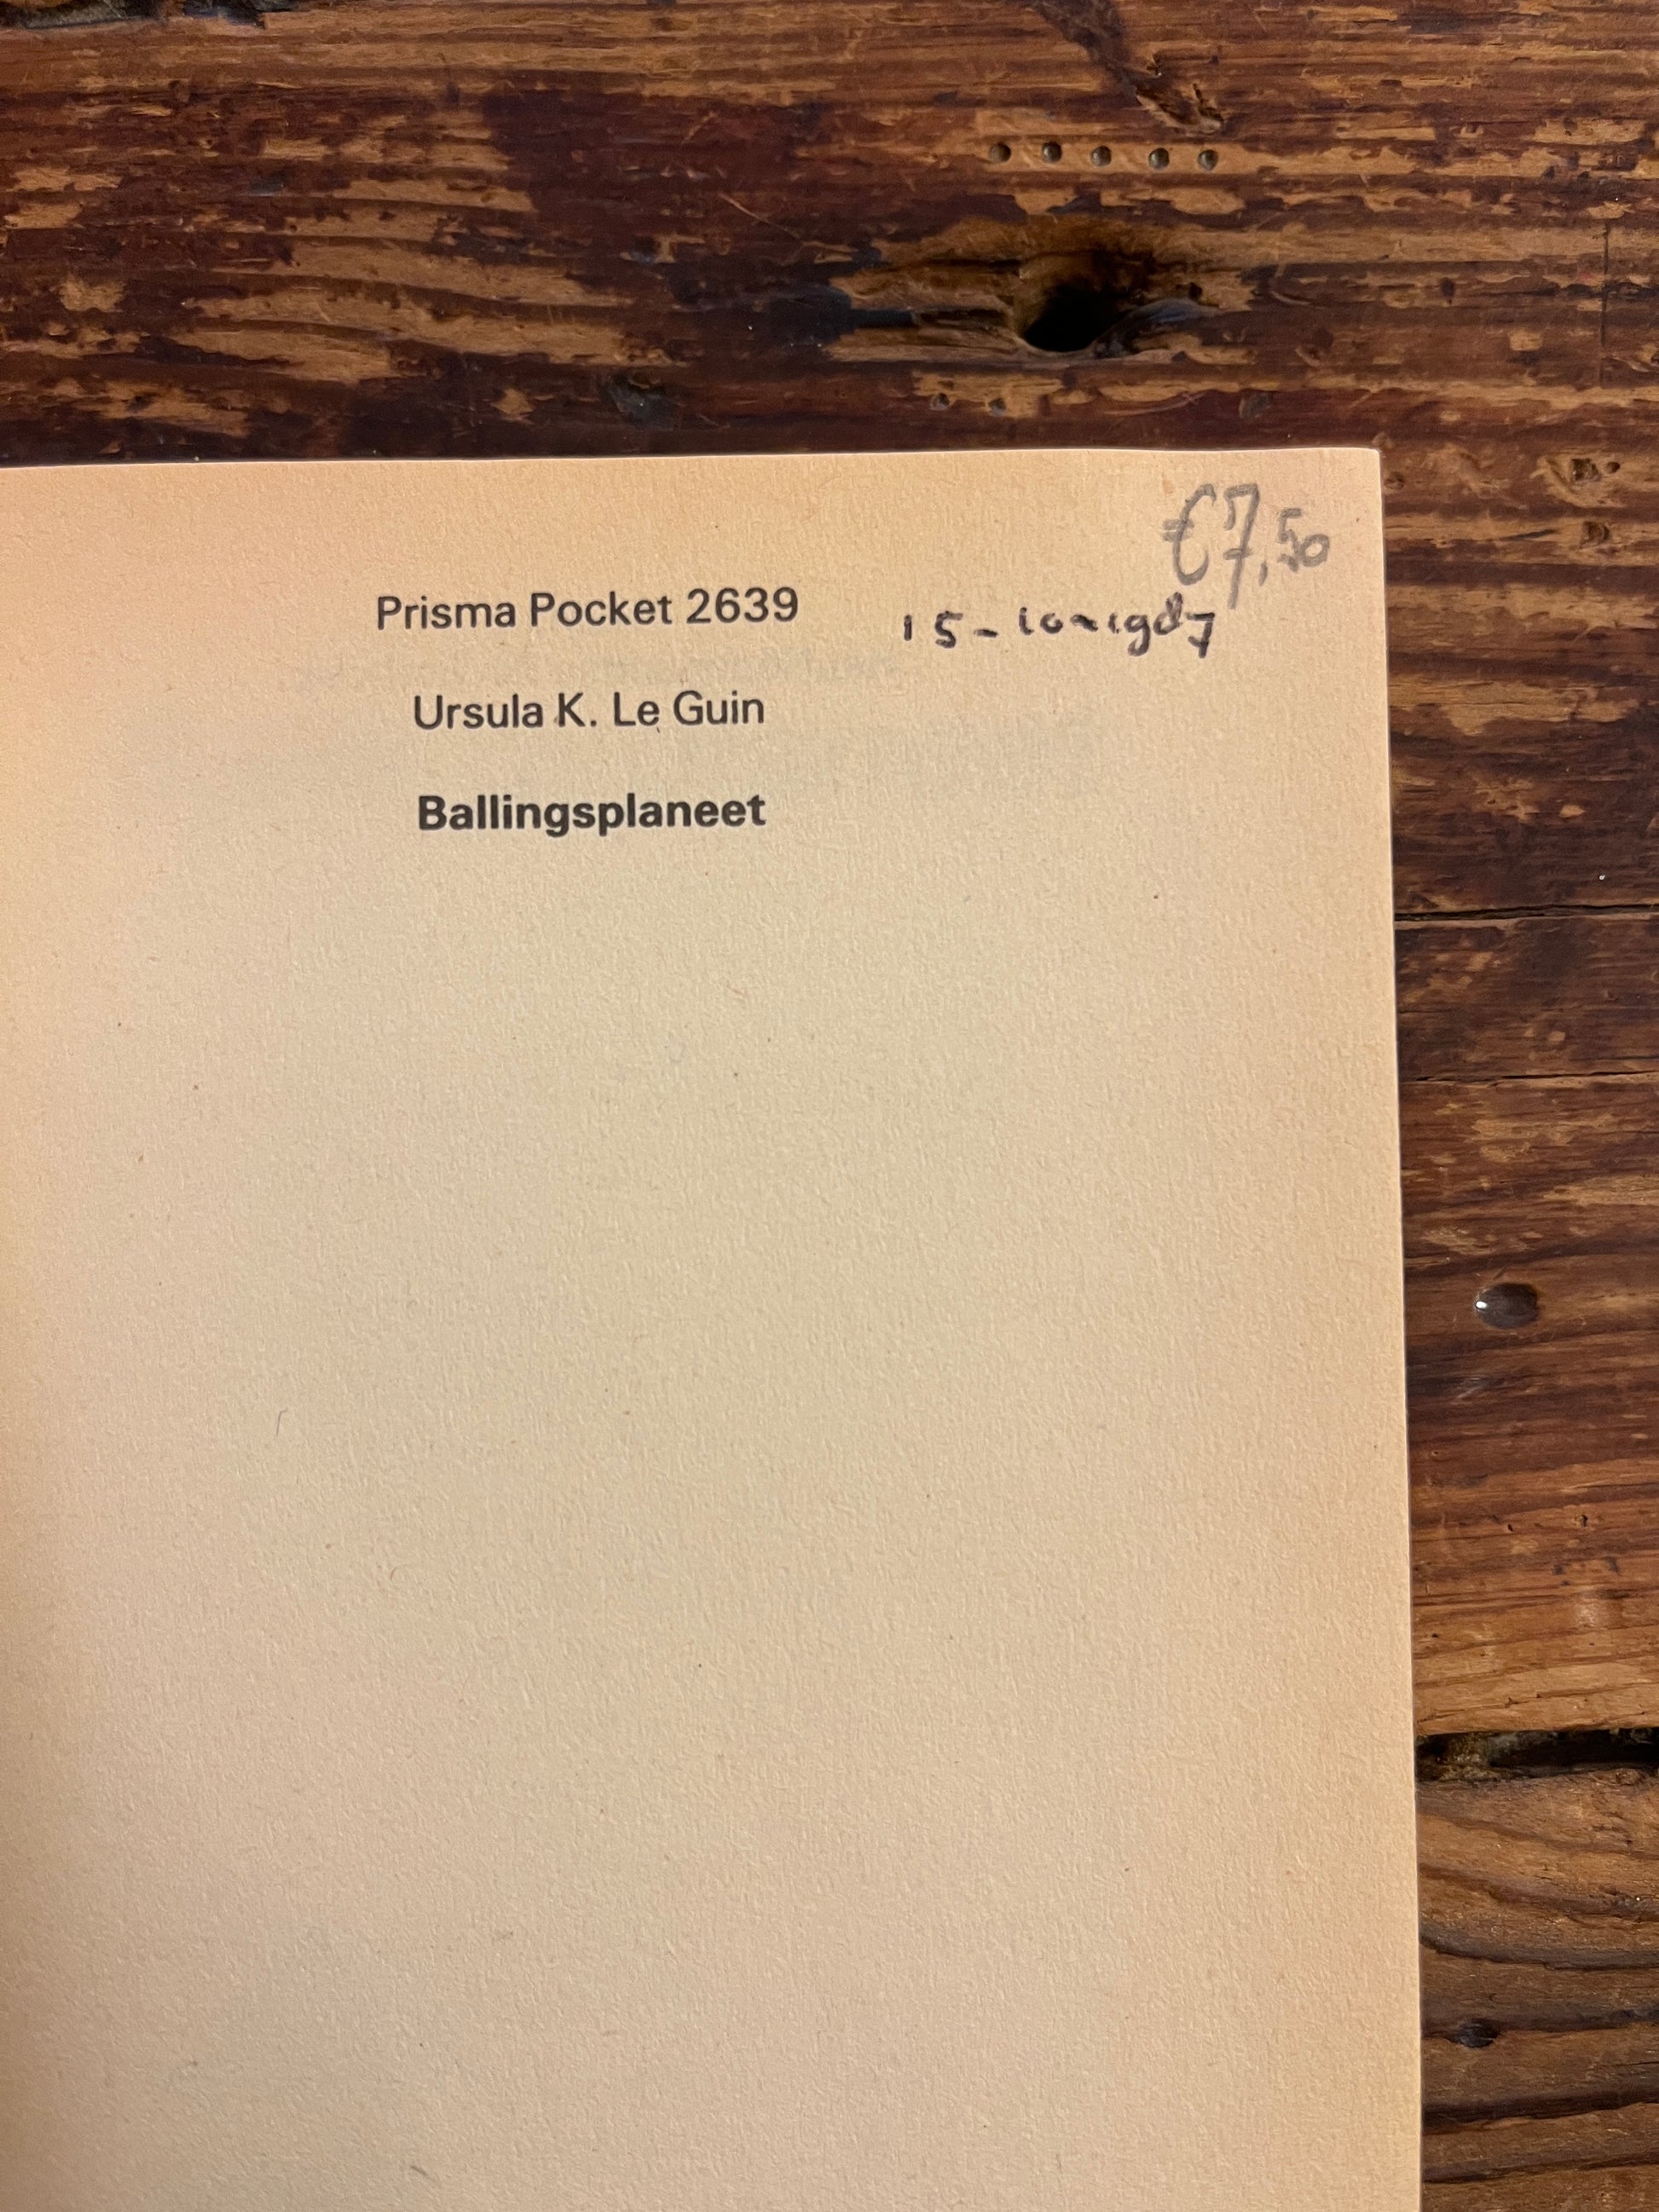 €7,50
Prisma Pocket 2639
15-10-1987
Ursula K. Le Guin
Ballingsplaneet